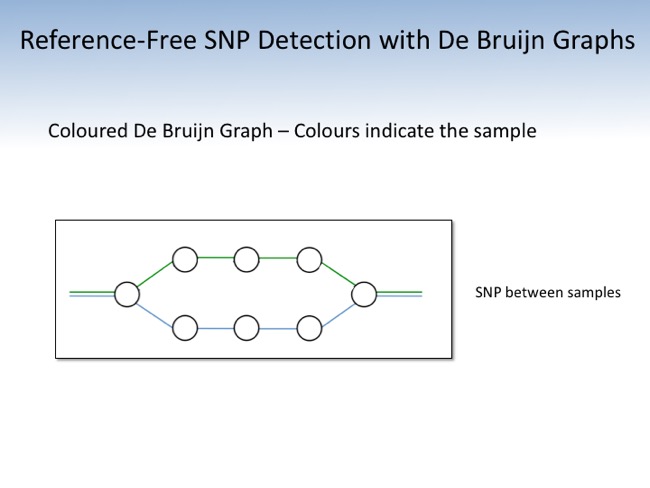 Reference-Free SNP Detection with De Bruijn Graphs
Coloured De Bruijn Graph – Colours indicate the sample
SNP between samples